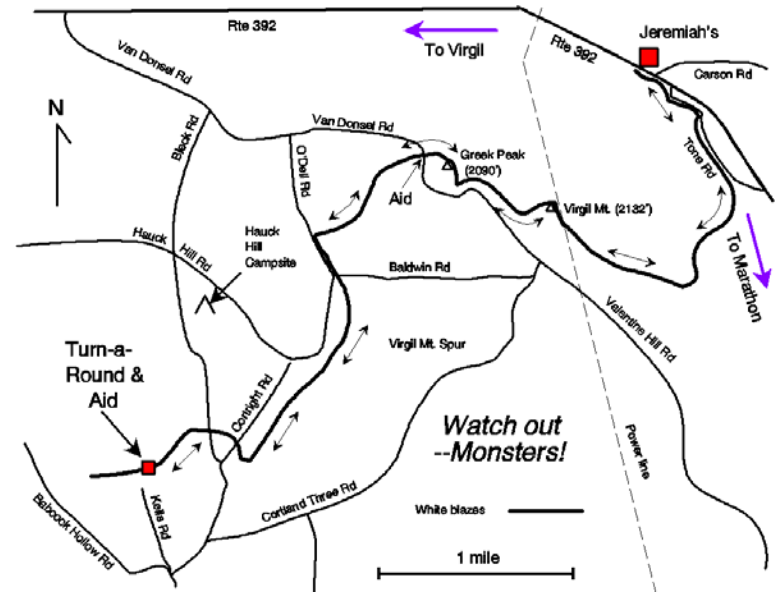 Rte 392
To Virgil
Rte 392
Jeremiah's
Carson Rd
Van Donsel Rd
N
Bleck Rd
O'Dell Rd
Van Donsel Rd
Greek Peak
(2090')
Aid
Tone Rd
Virgil Mt. (2132')
To Marathon
Hauck
Hill Rd
Hauck
Hill
Campsite
Baldwin Rd
Valentine Hill Rd
Virgil Mt. Spur
Turn-a-
Round &
Aid
Cortright Rd
Watch out
--Monsters!
Power line
Kells Rd
Babcock Hollow Rd
Cortland Three Rd
White blazes
1 mile